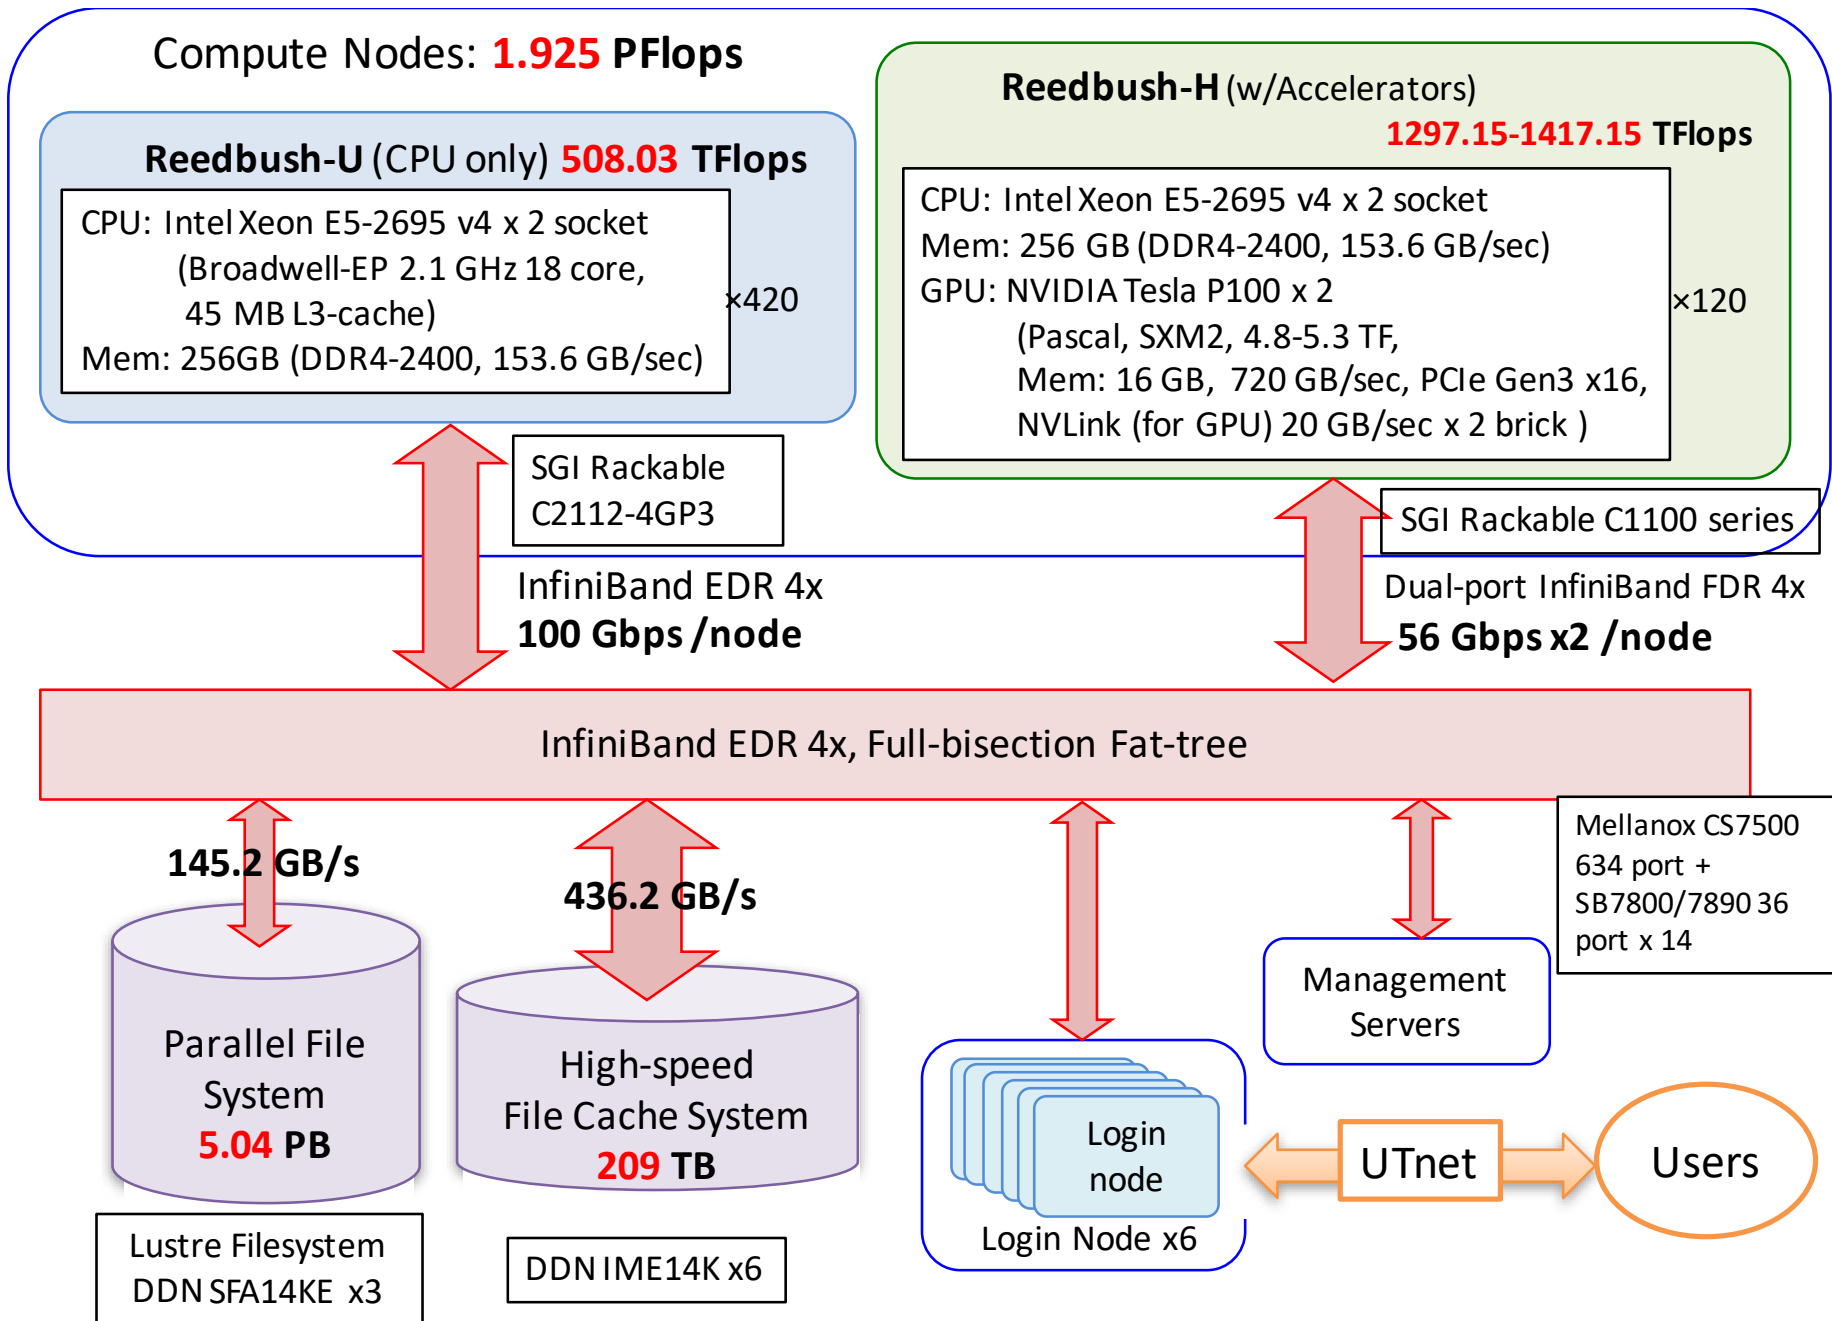 Compute Nodes: 1.925 PFlops
Reedbush-U (CPU only) 508.03 TFlops
CPU: Intel Xeon E5-2695 v4 x 2 socket
(Broadwell-EP 2.1 GHz 18 core,
45 MB L3-cache)
Mem: 256GB (DDR4-2400, 153.6 GB/sec)
×420
SGI Rackable
C2112-4GP3
InfiniBand EDR 4x
100 Gbps /node
Reedbush-H (w/Accelerators)
1297.15-1417.15 TFlops
CPU: Intel Xeon E5-2695 v4 x 2 socket
Mem: 256 GB (DDR4-2400, 153.6 GB/sec)
GPU: NVIDIA Tesla P100 x 2
(Pascal, SXM2, 4.8-5.3 TF,
Mem: 16 GB, 720 GB/sec, PCIe Gen3 x16,
NVLink (for GPU) 20 GB/sec x 2 brick )
×120
SGI Rackable C1100 series
Dual-port InfiniBand FDR 4x
56 Gbps x2 /node
InfiniBand EDR 4x, Full-bisection Fat-tree
145.2 GB/s
436.2 GB/s
Mellanox CS7500
634 port +
SB7800/7890 36
port x 14
Parallel File
System
5.04 PB
Lustre Filesystem
DDN SFA14KE x3
High-speed
File Cache System
209 TB
DDN IME14K x6
Management
Servers
Login
node
Login Node x6
UTnet
Users